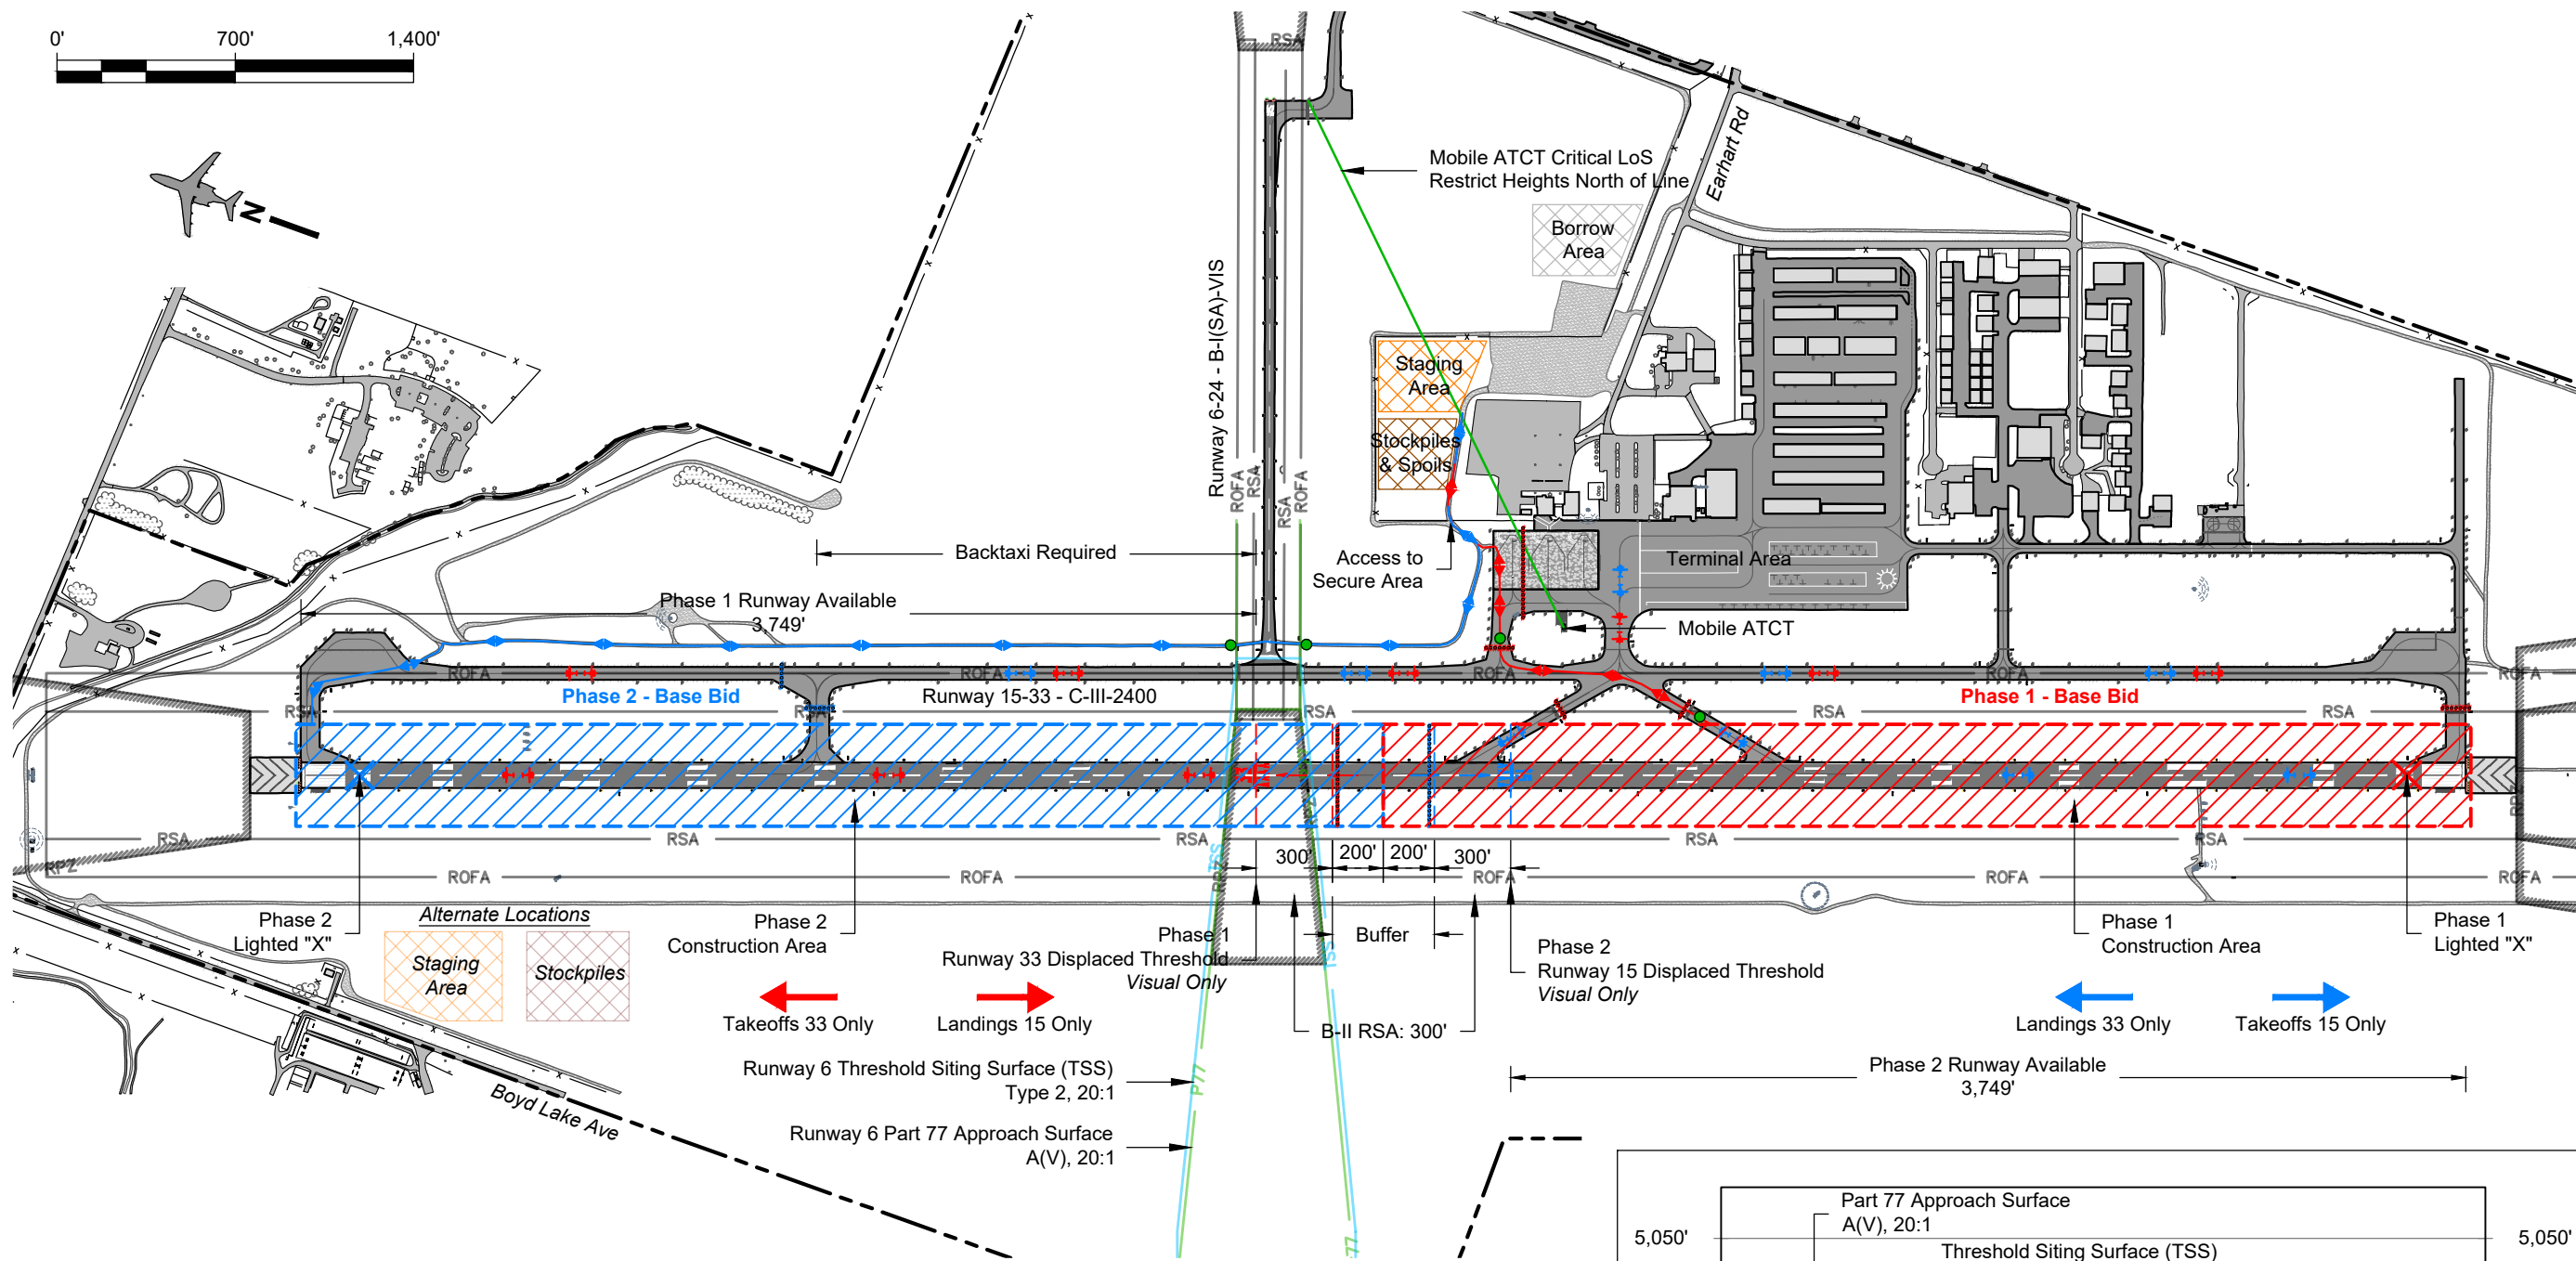 0'
700'
1,400'
N
RSA
Mobile ATCT Critical LoS
Restrict Heights North of Line
Earhart Rd
Borrow
Area
Runway 6-24 - B-I(SA)-VIS
ROFA
RSA
RSA
ROFA
Staging
Area
Stockpiles
& Spoils
Backtaxi Required
Access to
Secure Area
Terminal Area
Phase 1 Runway Available
3,749'
Mobile ATCT
ROFA
ROFA
ROFA
ROFA
ROFA
Phase 2 - Base Bid
Runway 15-33 - C-III-2400
Phase 1 - Base Bid
RSA
RSA
RSA
RSA
RSA
RSA
RSA
RSA
RSA
RPZ
ROFA
ROFA
ROFA
ROFA
ROFA
TSS
300'
200'
200'
300'
Phase 2
Lighted "X"
Alternate Locations
Staging
Area
Stockpiles
Phase 2
Construction Area
Phase 1
Runway 33 Displaced Threshold
Visual Only
Buffer
Phase 2
Runway 15 Displaced Threshold
Visual Only
Phase 1
Construction Area
Phase 1
Lighted "X"
Takeoffs 33 Only
Landings 15 Only
B-II RSA: 300'
Landings 33 Only
Takeoffs 15 Only
Runway 6 Threshold Siting Surface (TSS)
Type 2, 20:1
P77
Phase 2 Runway Available
3,749'
Boyd Lake Ave
Runway 6 Part 77 Approach Surface
A(V), 20:1
77
Part 77 Approach Surface
A(V), 20:1
5,050'
5,050'
Threshold Siting Surface (TSS)